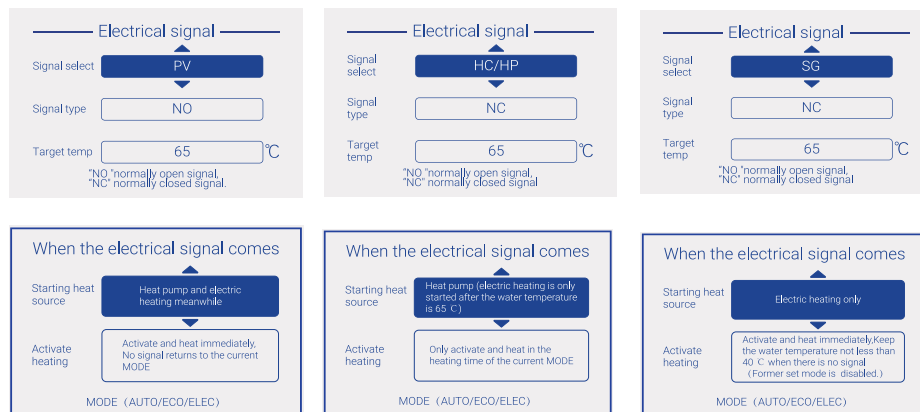 Electrical signal
Signal select
PV
Signal type
NO
Target temp
65
℃
"NO "normally open signal,
"NC" normally closed signal.
Electrical signal
Signal
select
HC/HP
Signal
type
NC
Target
temp
65
℃
"NO "normally open signal,
"NC" normally closed signal
Electrical signal
Signal
select
SG
Signal
type
NC
Target
temp
65
℃
"NO "normally open signal,
"NC" normally closed signal
When the electrical signal comes
Starting heat
source
Heat pump and electric
heating meanwhile
Activate
heating
Activate and heat immediately,
No signal returns to the current
MODE
MODE（AUTO/ECO/ELEC）
When the electrical signal comes
Starting heat
source
Heat pump (electric heating is only
started after the water temperature
is 65 ℃)
Activate
heating
Only activate and heat in the
heating time of the current MODE
MODE（AUTO/ECO/ELEC）
When the electrical signal comes
Starting heat
source
Electric heating only
Activate
heating
Activate and heat immediately,Keep
the water temperature not less than
40 ℃ when there is no signal
（Former set mode is disabled.）
MODE（AUTO/ECO/ELEC）